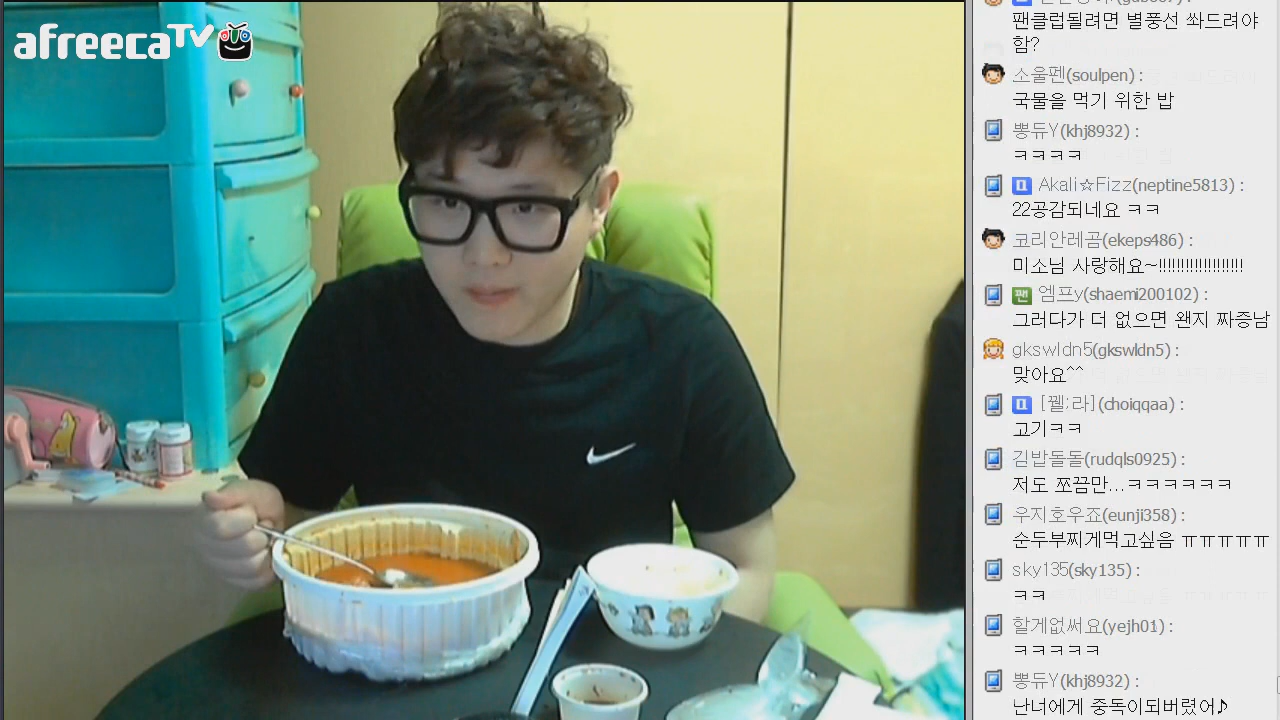 afreecaTV
팬클럽될려면 별풍선 쏴드려야
함?
소울펜(soulpen) :
국물을 먹기 위한 밥
뿅듀Y(khj8932) :
ㅋㅋㅋㅋ
Akali☆Fizz(neptine5813) :
22공감되네요 ㅋㅋ
코리안레곰(ekeps486) :
미소님 사랑해요~!!!!!!!!!!!!!!!!!
팬 엠프y(shaemi200102) :
그러다가 더 없으면 왠지 짜증남
gkswldn5(gkswldn5) :
맞아요^^
[꿸:라](choiqqaa) :
고기ㅋㅋ
김밥돌돌(rudqls0925) :
저도 쪼끔만...ㅋㅋㅋㅋㅋㅋ
우지호우죠(eunji358) :
순두부찌게먹고싶음 ㅠㅠㅠㅠㅠ
sky135(sky135) :
ㅋㅋ
할게없써요(yejh01) :
ㅋㅋㅋㅋㅋ
뿅듀Y(khj8932) :
난너에게 중독이되버렸어♪